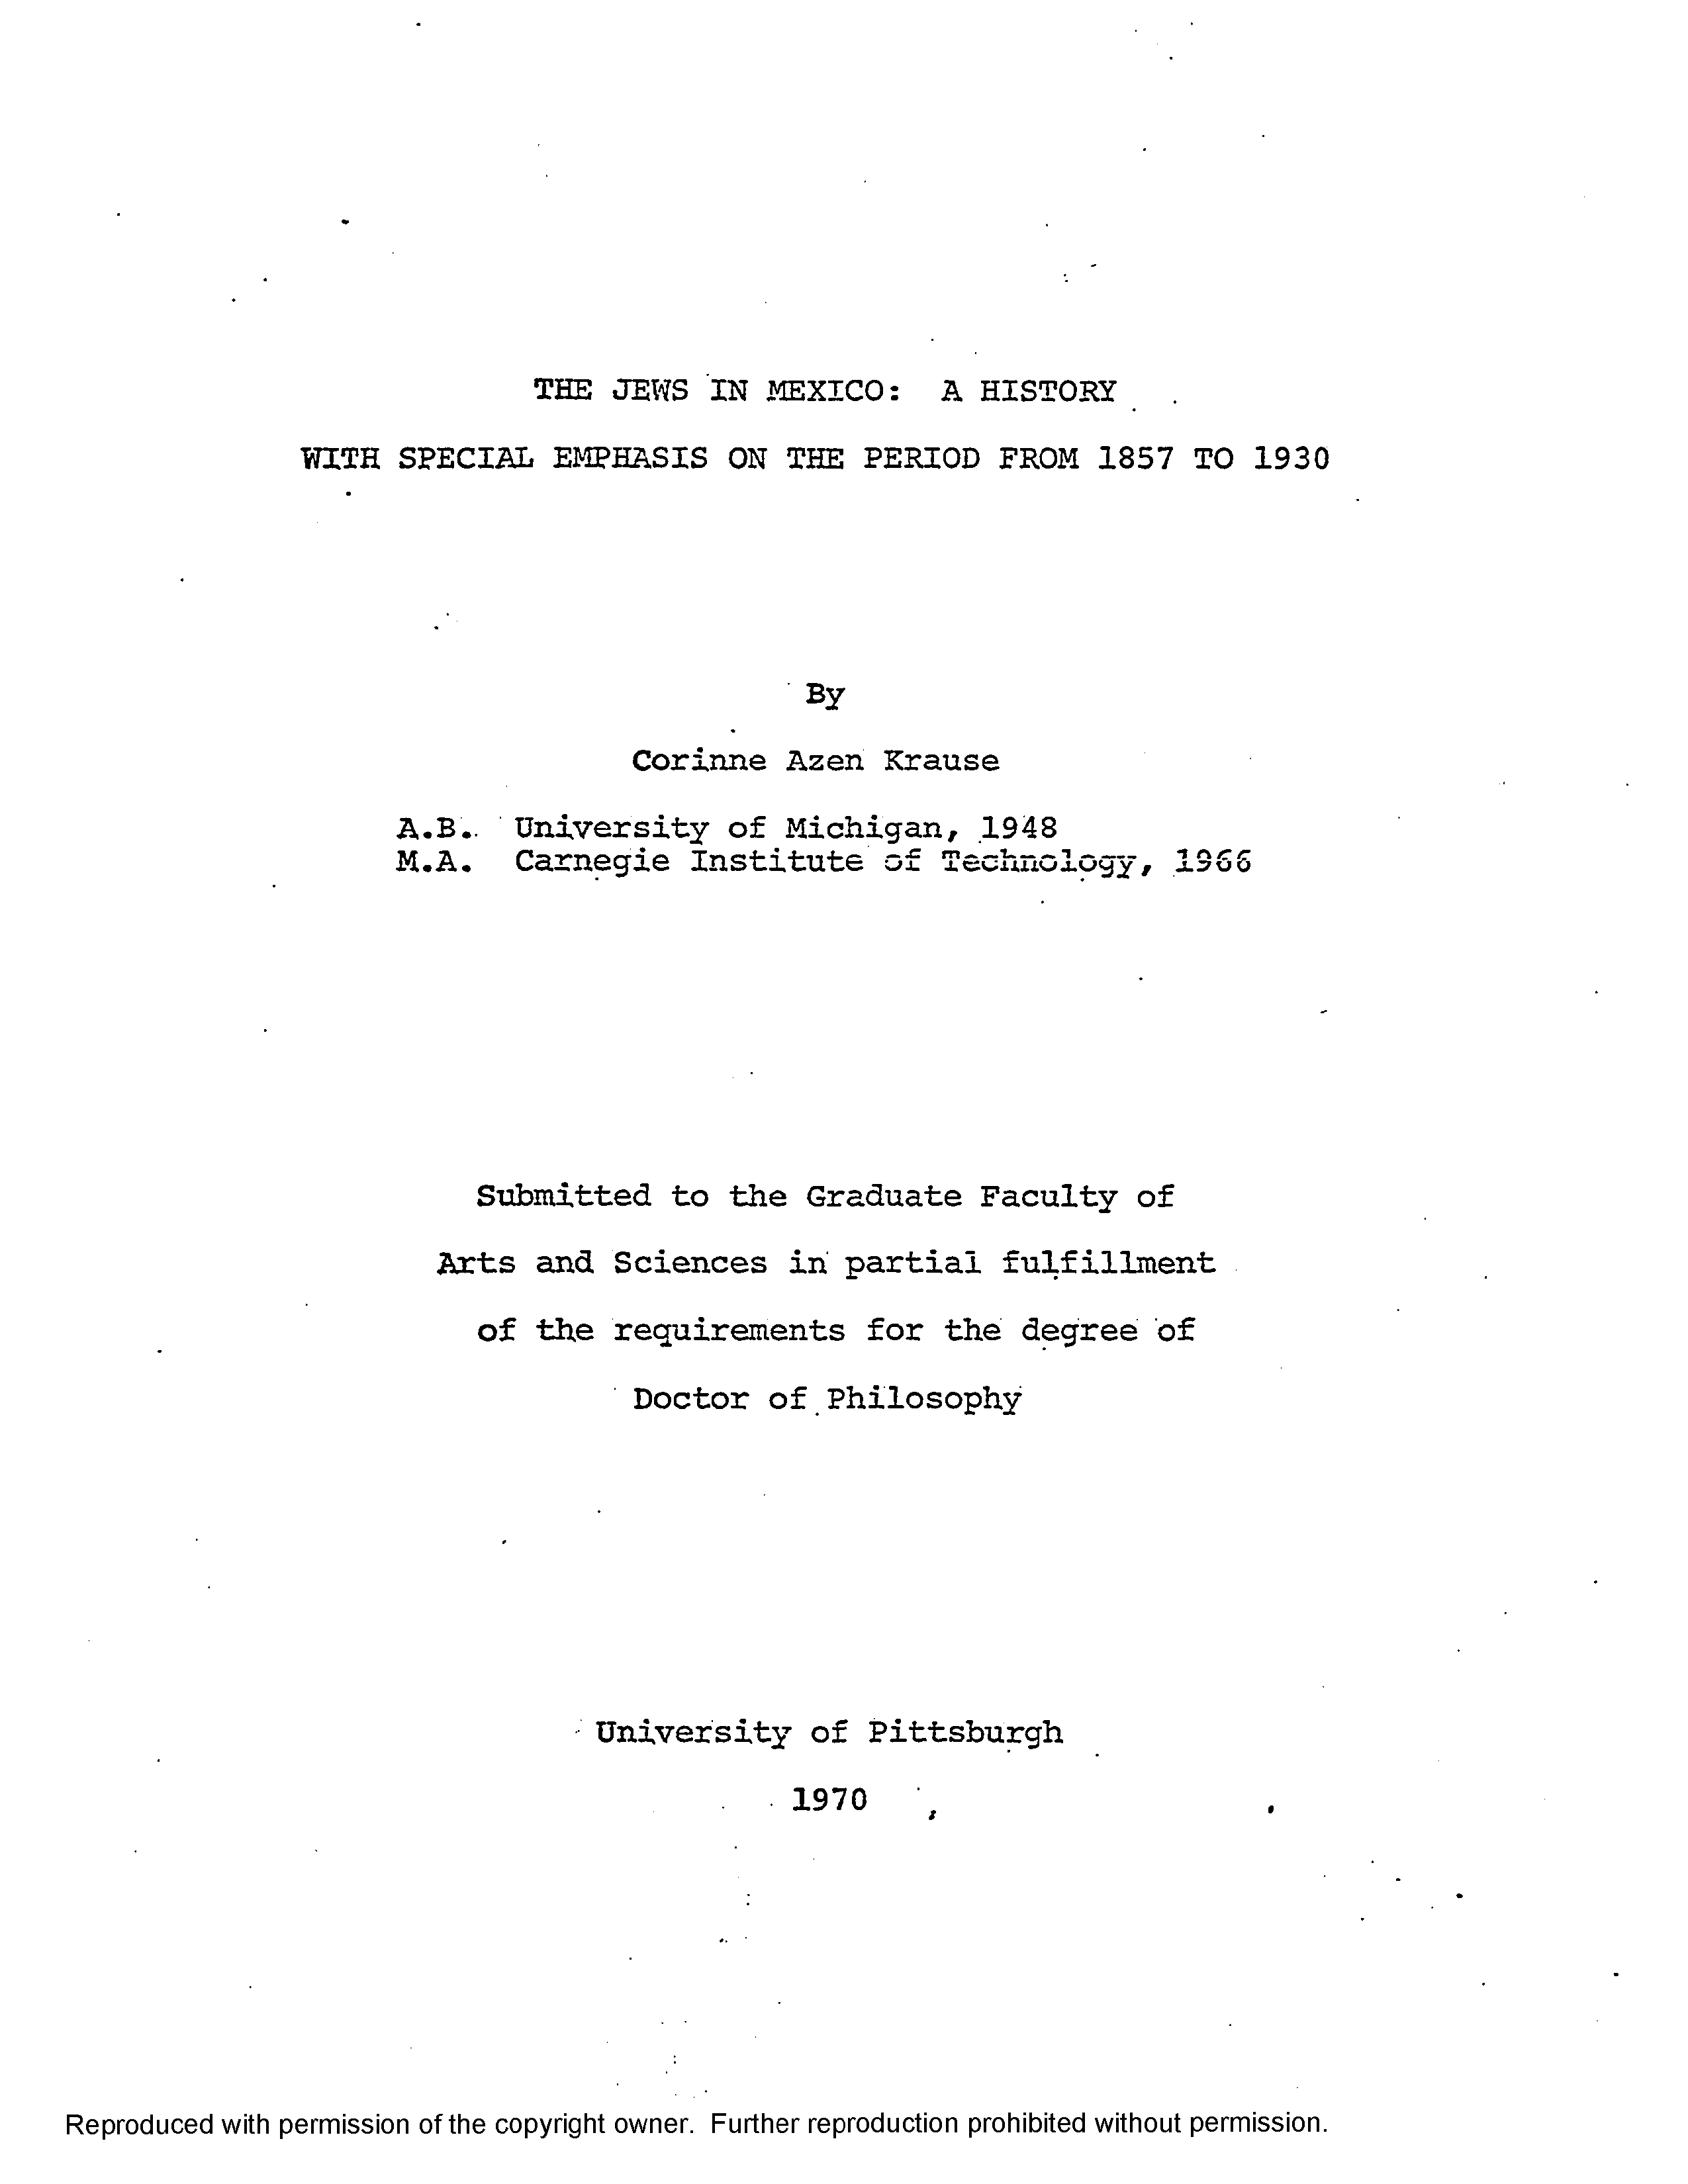 THE JEWS IN MEXICO: A HISTORY
WITH SPECIAL EMPHASIS ON THE PERIOD FROM 1857 TO 1930
By
Corinne Azen Krause
A.B. University of Michigan, 1948
M.A. Carnegie Institute of Technology, 1966
Submitted to the Graduate Faculty of
Arts and Sciences in partial fulfillment
of the requirements for the degree of
Doctor of Philosophy
University of Pittsburgh
1970
Reproduced with permission of the copyright owner. Further reproduction prohibited without permission.